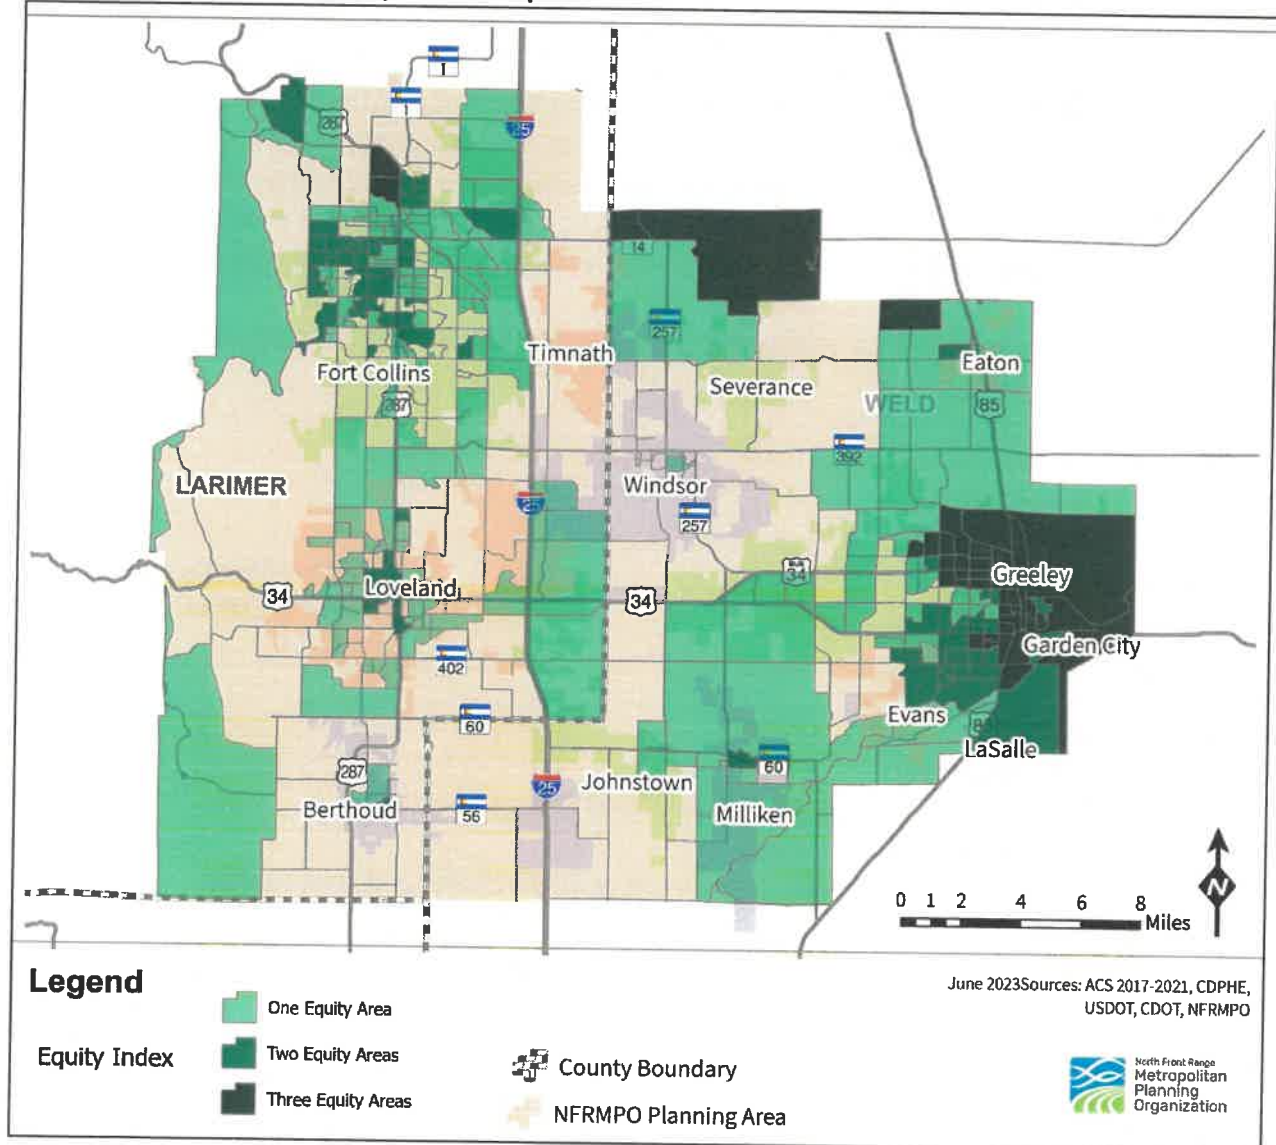 1
1
287
25
14
257
Timnath
Fort Collins
Severance
Eaton
WELD
287
85
392
LARIMER
Windsor
25
257
34
Greeley
Loveland
34
34
Garden City
402
Evans
60
LaSalle
60
287
25
Johnstown
Berthoud
56
Milliken
N
0 1 2 4 6 8
Miles
Legend
June 2023Sources: ACS 2017-2021, CDPHE,
USDOT, CDOT, NFRMPO
One Equity Area
Equity Index
Two Equity Areas
County Boundary
Three Equity Areas
NFRMPO Planning Area
North Front Range
Metropolitan
Planning
Organization